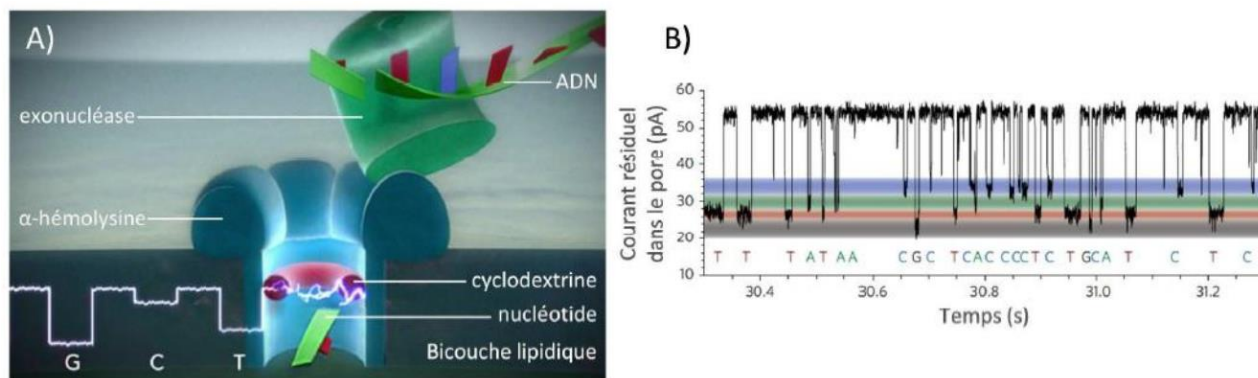 A)
ADN
exonucléase
α-hémolysine
cyclodextrine
nucléotide
Bicouche lipidique
G C T
B)
Courant résiduel
dans le pore (pA)
60
50
40
30
20
10
T T T A T A A C G C T C A C C C C T C T G C A T C T C
30.4 30.6 30.8 31.0 31.2
Temps (s)